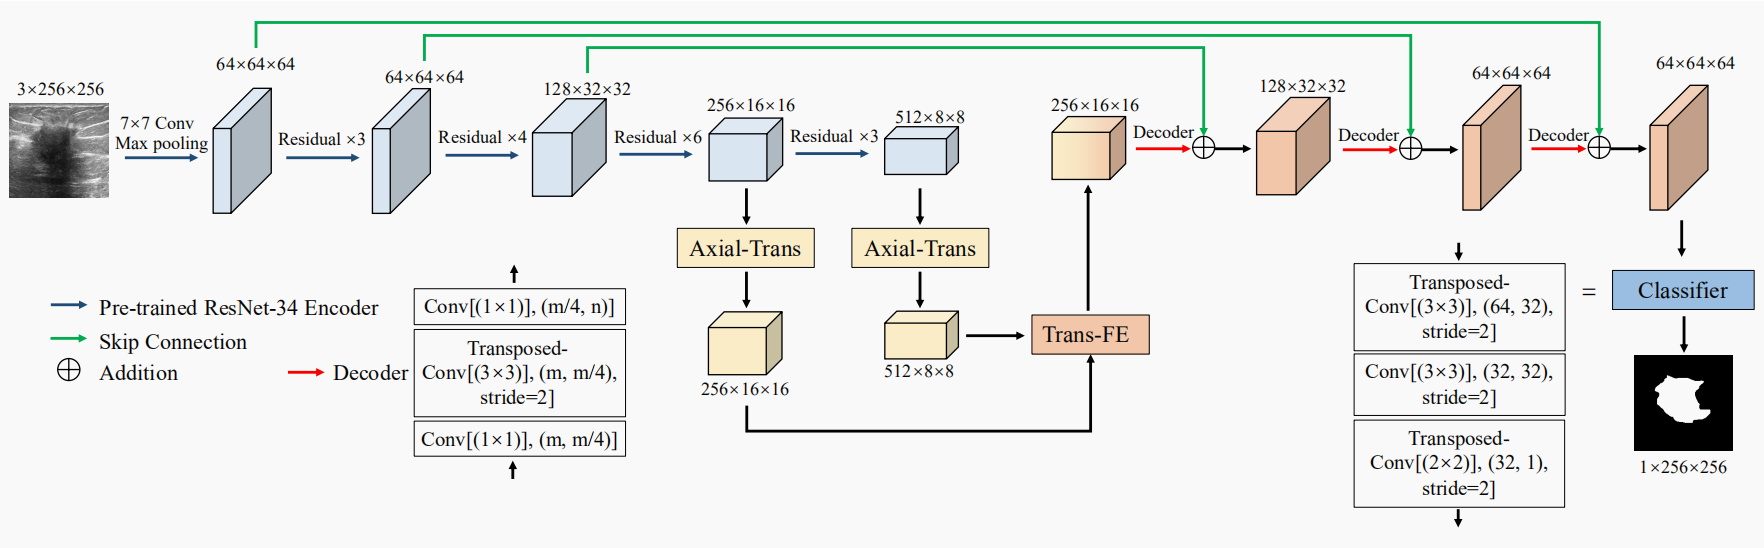 3×256×256
7×7 Conv
Max pooling
64×64×64
Residual ×3
64×64×64
Residual ×4
128×32×32
Residual ×6
256×16×16
Residual ×3
512×8×8
256×16×16
Decoder
128×32×32
Decoder
64×64×64
Decoder
64×64×64
Axial-Trans
Axial-Trans
256×16×16
512×8×8
Trans-FE
Pre-trained ResNet-34 Encoder
Skip Connection
Addition
Decoder
Conv[(1×1)], (m/4, n)]
Transposed-
Conv[(3×3)], (m, m/4),
stride=2]
Conv[(1×1)], (m, m/4)]
Transposed-
Conv[(3×3)], (64, 32),
stride=2]
Conv[(3×3)], (32, 32),
stride=2]
Transposed-
Conv[(2×2)], (32, 1),
stride=2]
=
Classifier
1×256×256